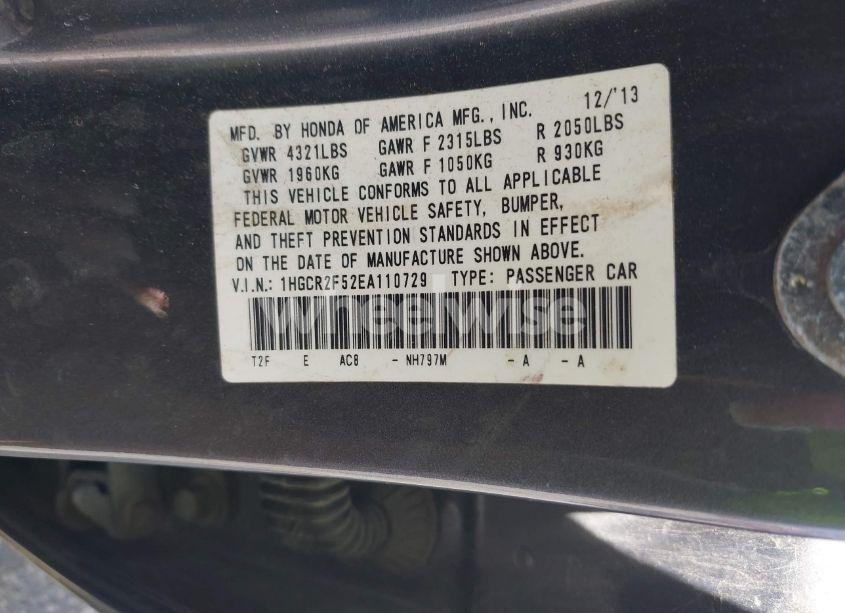 MFD. BY HONDA OF AMERICA MFG., INC. 12/'13
GVWR 4321LBS GAWR F 2315LBS R 2050LBS
GVWR 1960KG GAWR F 1050KG R 930KG
THIS VEHICLE CONFORMS TO ALL APPLICABLE
FEDERAL MOTOR VEHICLE SAFETY, BUMPER,
AND THEFT PREVENTION STANDARDS IN EFFECT
ON THE DATE OF MANUFACTURE SHOWN ABOVE.
V.I.N.: 1HGCR2F52EA110729 TYPE: PASSENGER CAR
wheelwise
T2F E AC8 - NH797M - A - A